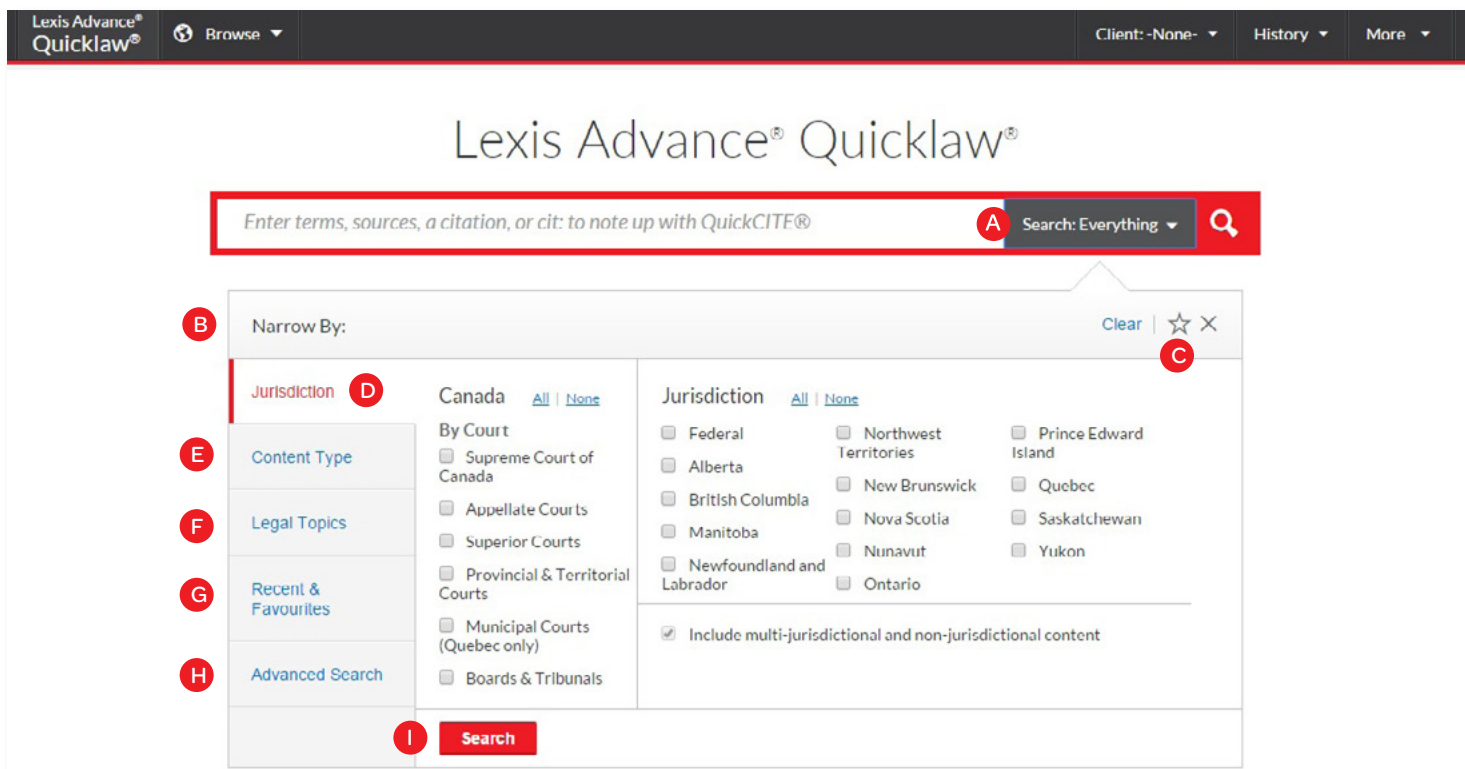 Lexis Advance®
Quicklaw®
Browse
Client: -None-
History
More
Lexis Advance® Quicklaw®
Enter terms, sources, a citation, or cit: to note up with QuickCITE®
A
Search: Everything
B
Narrow By:
Clear
C
Jurisdiction
D
E
Content Type
F
Legal Topics
G
Recent &
Favourites
H
Advanced Search
Canada All | None
By Court
Supreme Court of
Canada
Appellate Courts
Superior Courts
Provincial & Territorial
Courts
Municipal Courts
(Quebec only)
Boards & Tribunals
Jurisdiction All | None
Federal
Alberta
British Columbia
Manitoba
Newfoundland and
Labrador
Northwest
Territories
New Brunswick
Nova Scotia
Nunavut
Ontario
Prince Edward
Island
Quebec
Saskatchewan
Yukon
Include multi-jurisdictional and non-jurisdictional content
I
Search